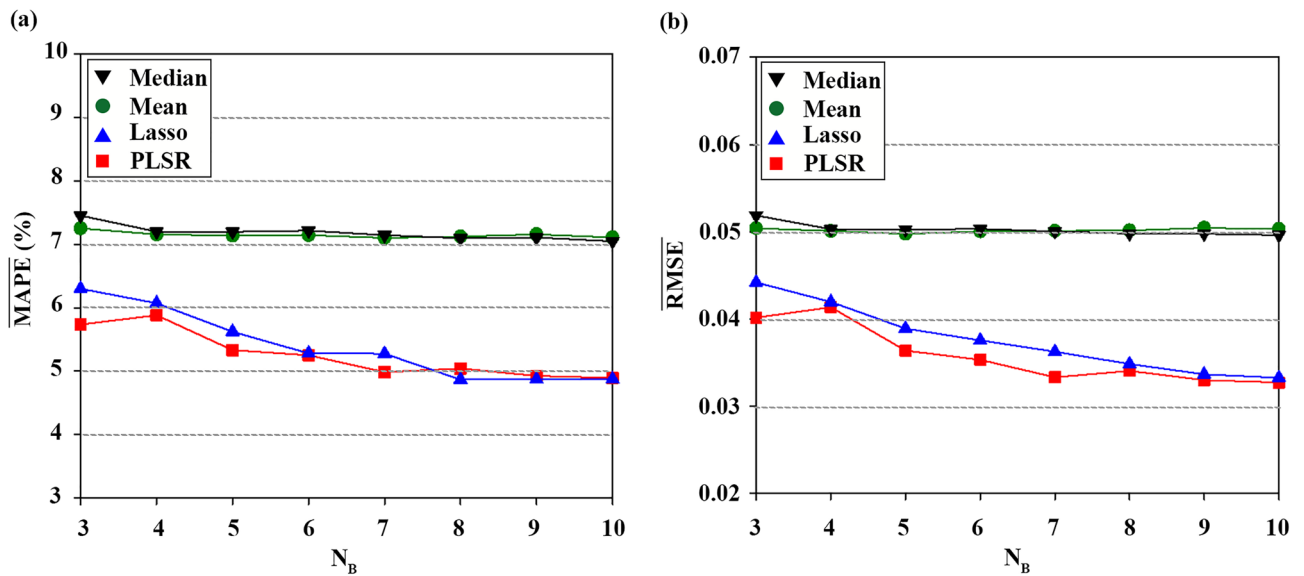 (a)
10
9
8
7
6
5
4
3
MAPE (%)
Median
Mean
Lasso
PLSR
3 4 5 6 7 8 9 10
N_B
(b)
0.07
0.06
0.05
0.04
0.03
0.02
RMSE
Median
Mean
Lasso
PLSR
3 4 5 6 7 8 9 10
N_B